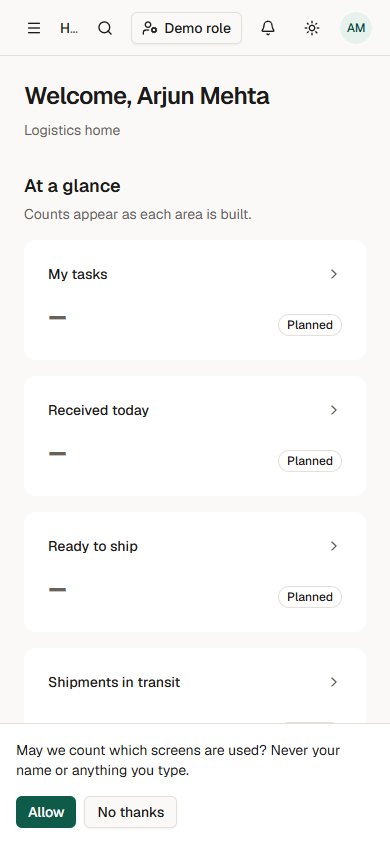 H...
Demo role
AM
Welcome, Arjun Mehta
Logistics home
At a glance
Counts appear as each area is built.
My tasks
—
Planned
Received today
—
Planned
Ready to ship
—
Planned
Shipments in transit
May we count which screens are used? Never your
name or anything you type.
Allow
No thanks